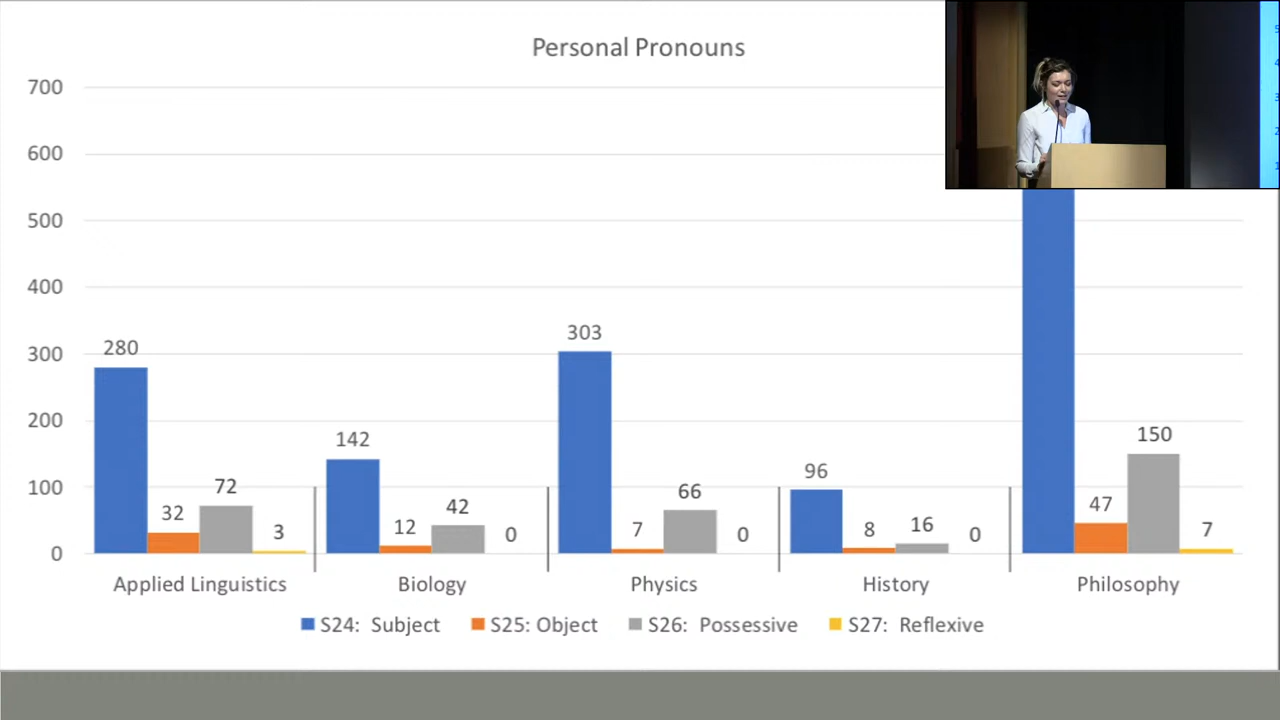 Personal Pronouns
700
600
500
400
300
200
100
0
280
32
72
3
142
12
42
0
303
7
66
0
96
8
16
0
47
150
7
Applied Linguistics
Biology
Physics
History
Philosophy
S24: Subject
S25: Object
S26: Possessive
S27: Reflexive